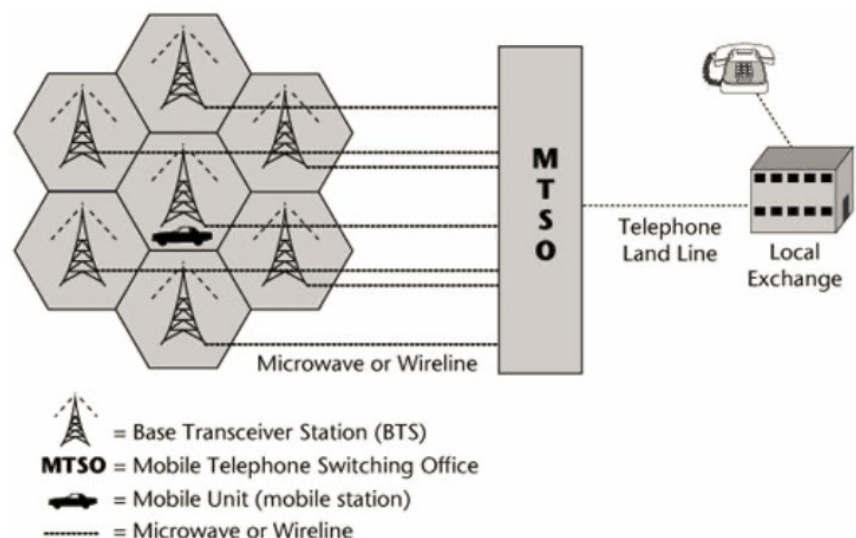 MTSO
Telephone
Land Line
Local
Exchange
Microwave or Wireline
= Base Transceiver Station (BTS)
MTSO = Mobile Telephone Switching Office
= Mobile Unit (mobile station)
= Microwave or Wireline